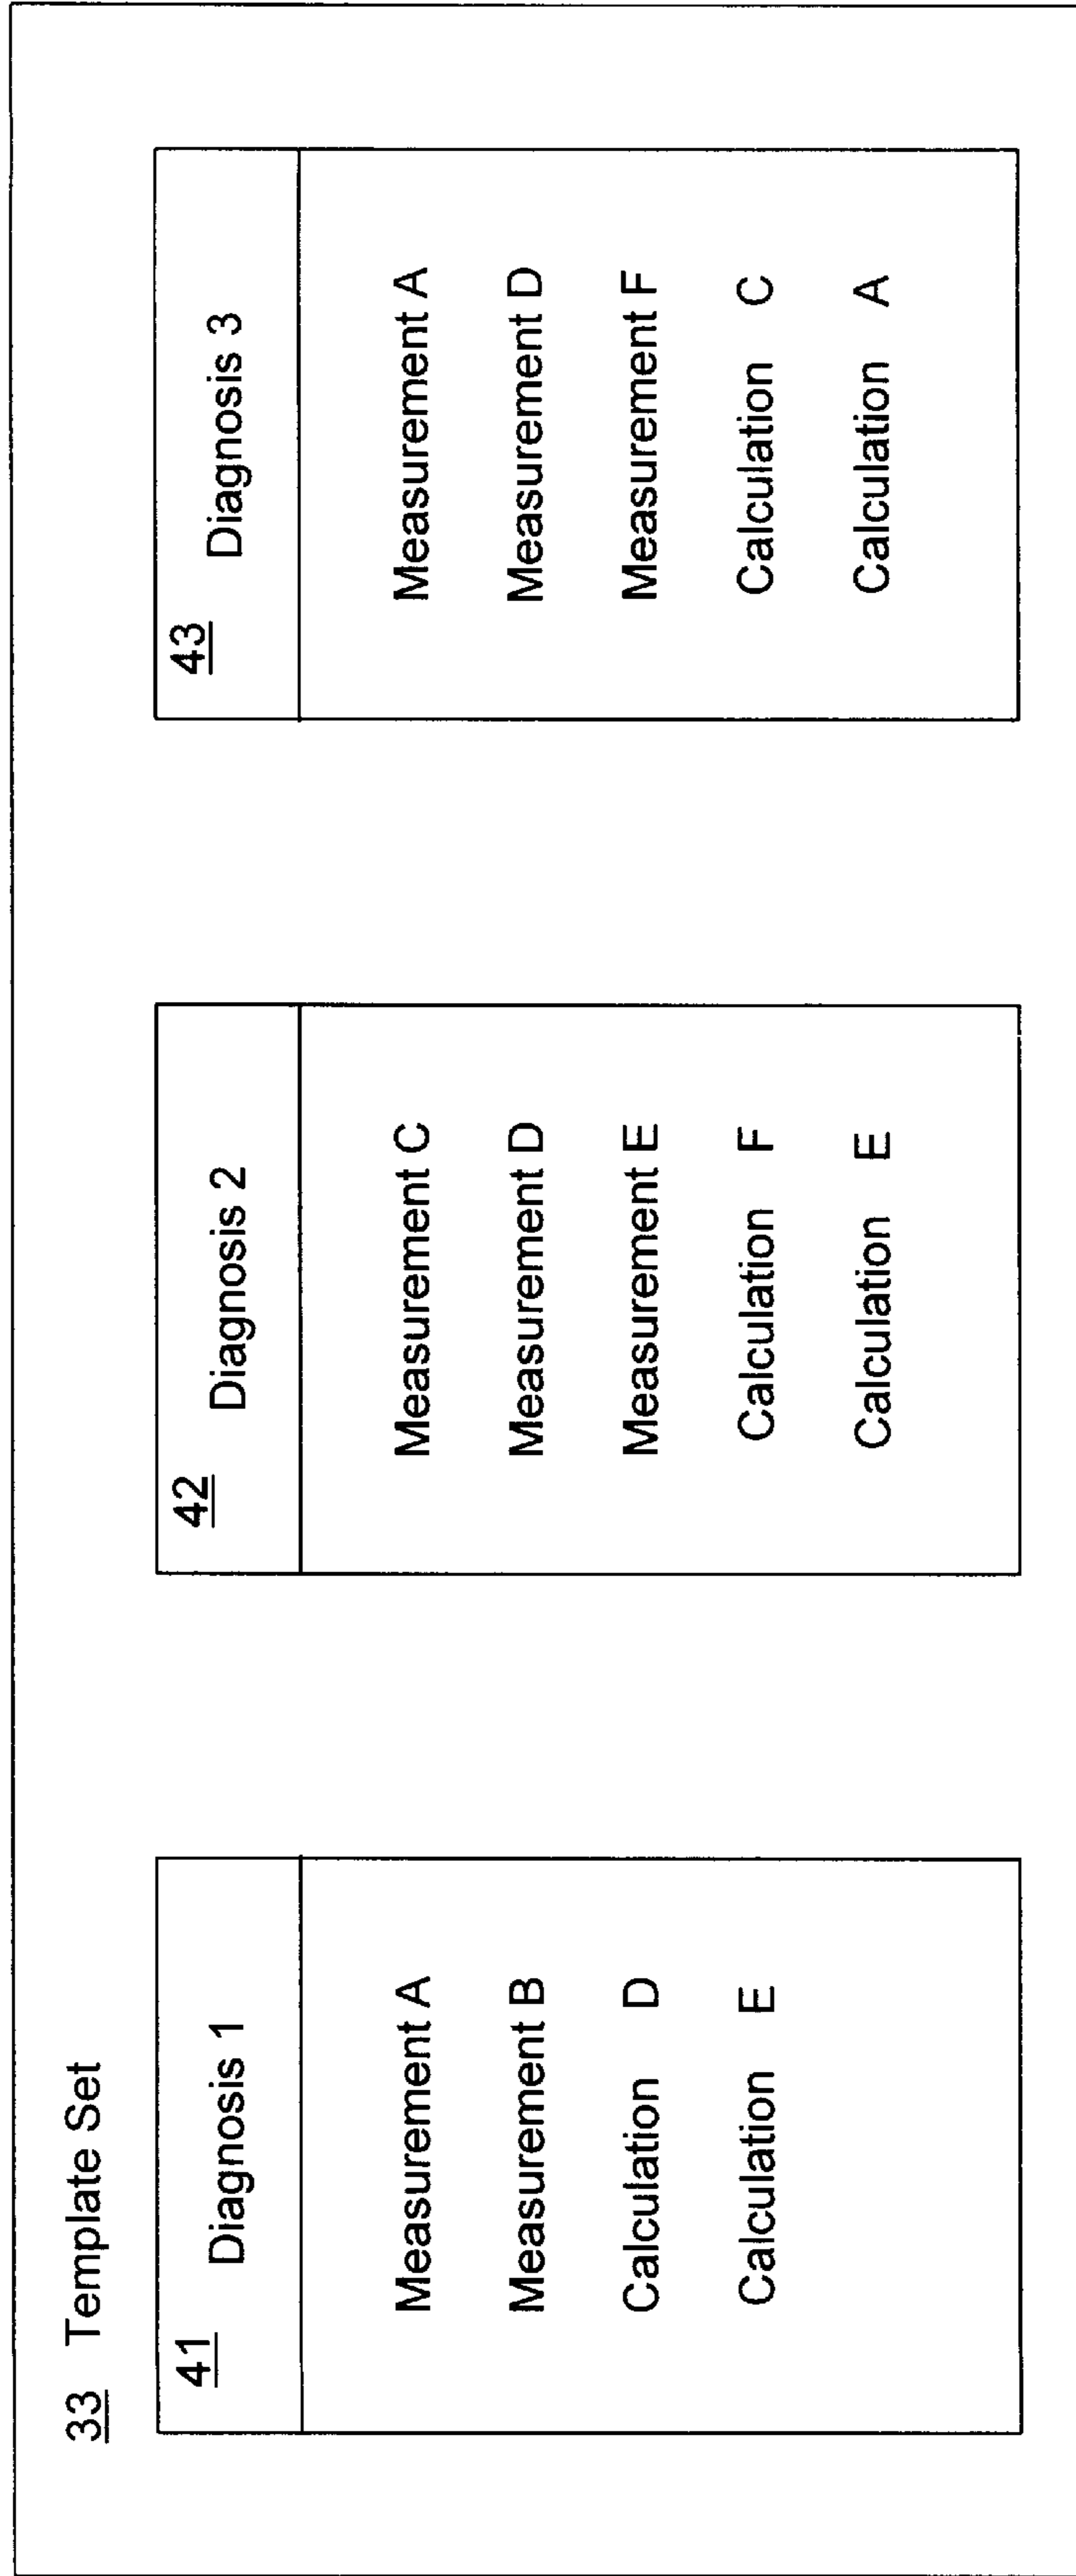 33 Template Set
41 Diagnosis 1
Measurement A
Measurement B
Calculation D
Calculation E
42 Diagnosis 2
Measurement C
Measurement D
Measurement E
Calculation F
Calculation E
43 Diagnosis 3
Measurement A
Measurement D
Measurement F
Calculation C
Calculation A